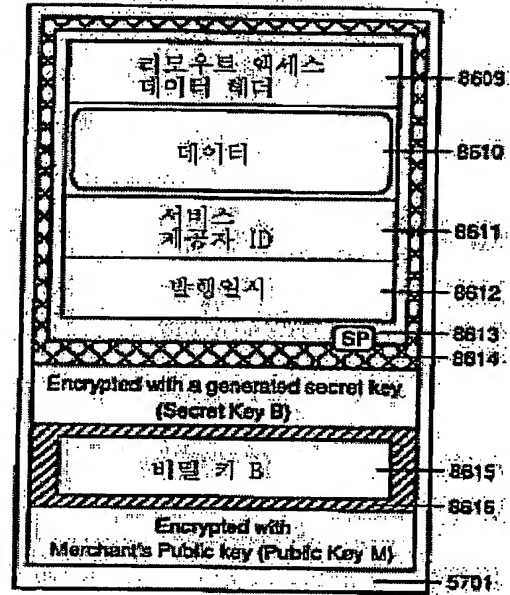 리모우브 액세스
데이터 헤더
8609
데이터
8610
서비스
제공자 ID
8611
발행일시
8612
SP
8613
8614
Encrypted with a generated secret key
(Secret Key B)
비밀 키 B
8615
8616
Encrypted with
Merchant's Public key (Public Key M)
5701